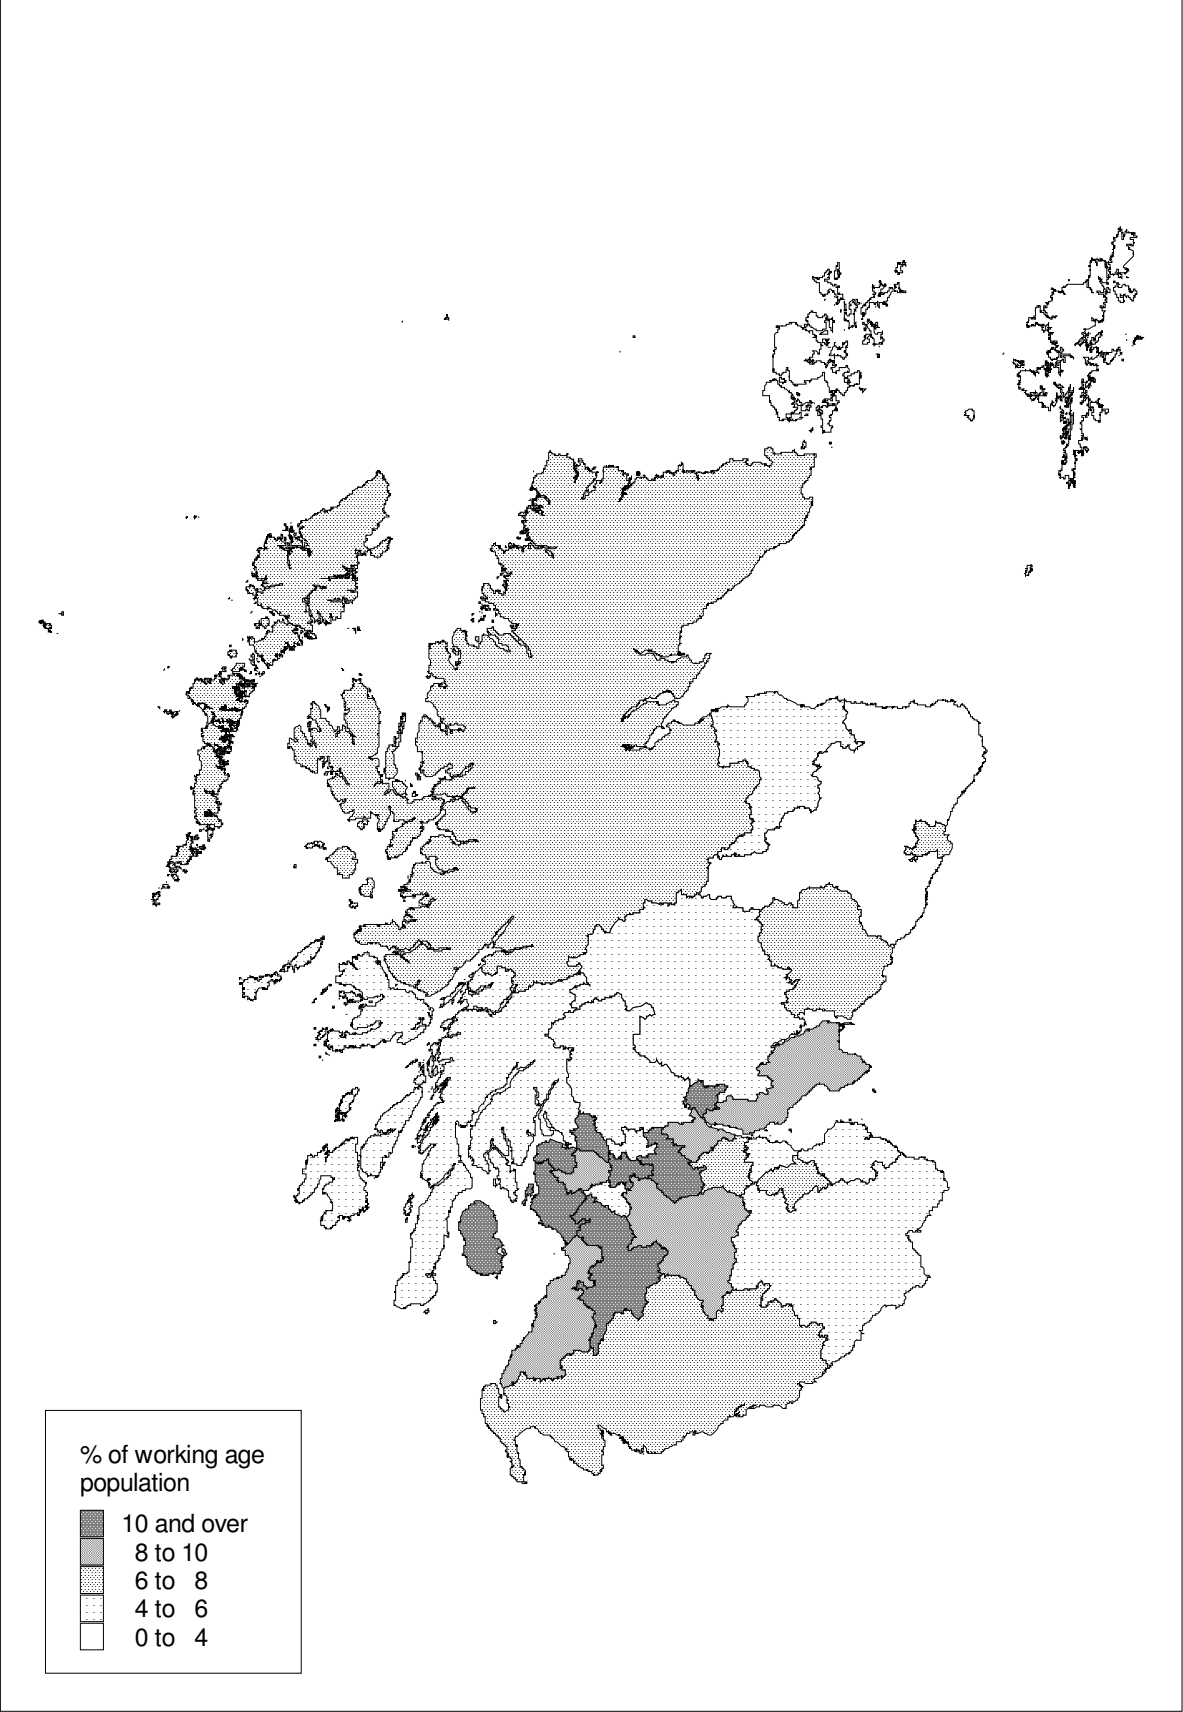 % of working age
population
10 and over
8 to 10
6 to 8
4 to 6
0 to 4